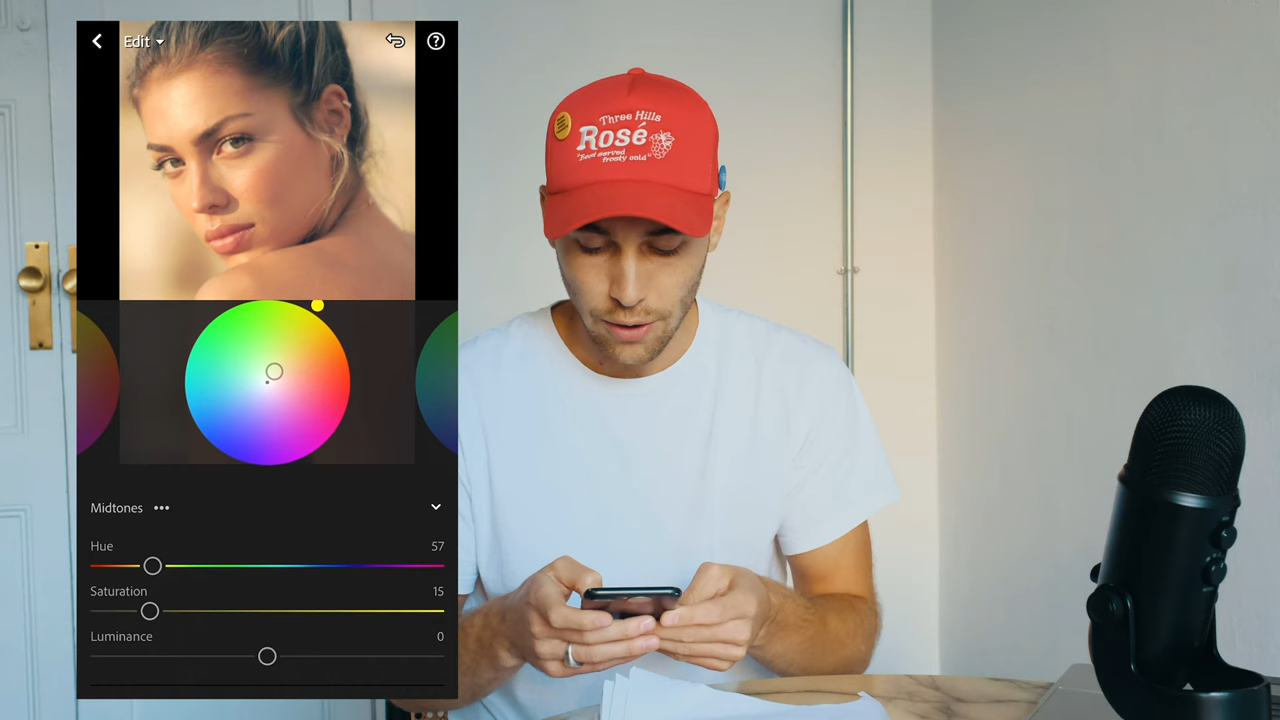 Edit
Three Hills
Rosé
"Best served
frosty cold"
Midtones •••
Hue 57
Saturation 15
Luminance 0